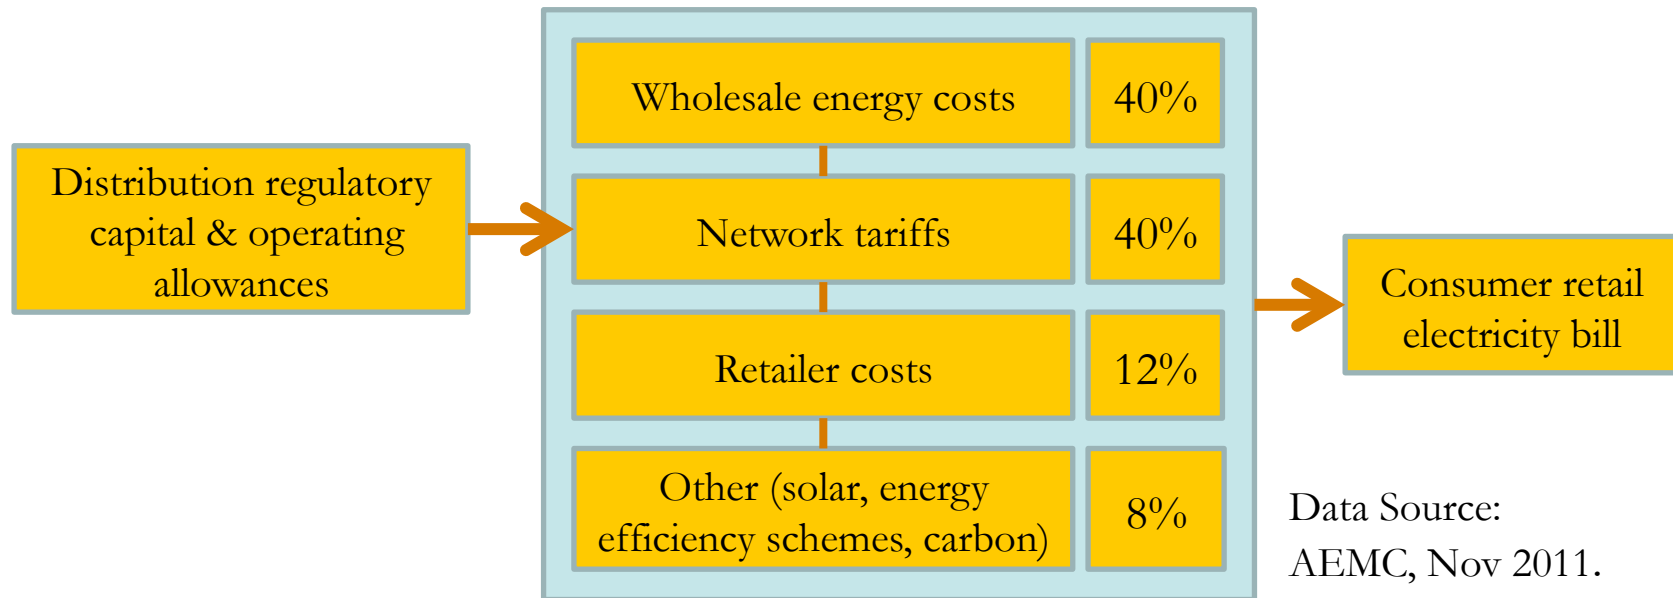 Distribution regulatory
capital & operating
allowances
Wholesale energy costs
40%
Network tariffs
40%
Retailer costs
12%
Other (solar, energy
efficiency schemes, carbon)
8%
Consumer retail
electricity bill
Data Source:
AEMC, Nov 2011.